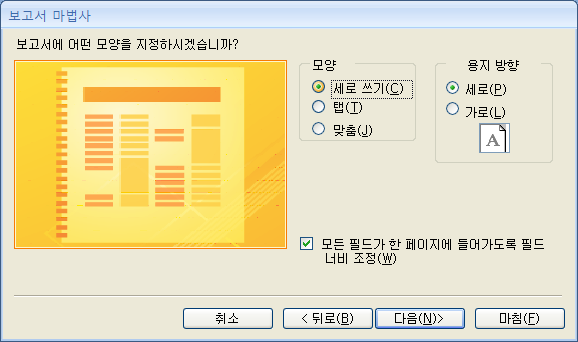 보고서 마법사
보고서에 어떤 모양을 지정하시겠습니까?
모양
세로 쓰기(C)
탭(T)
맞춤(J)
용지 방향
세로(P)
가로(L)
A
모든 필드가 한 페이지에 들어가도록 필드
너비 조정(W)
취소
< 뒤로(B)
다음(N)>
마침(F)